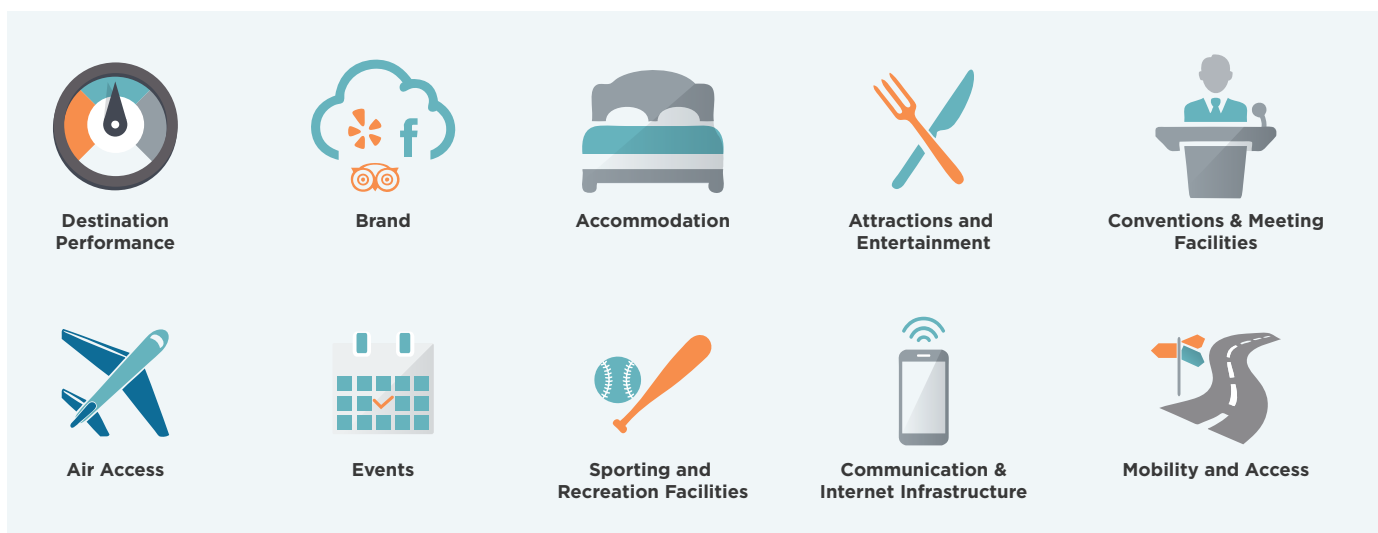 Destination
Performance
Brand
Accommodation
Attractions and
Entertainment
Conventions & Meeting
Facilities
Air Access
Events
Sporting and
Recreation Facilities
Communication &
Internet Infrastructure
Mobility and Access